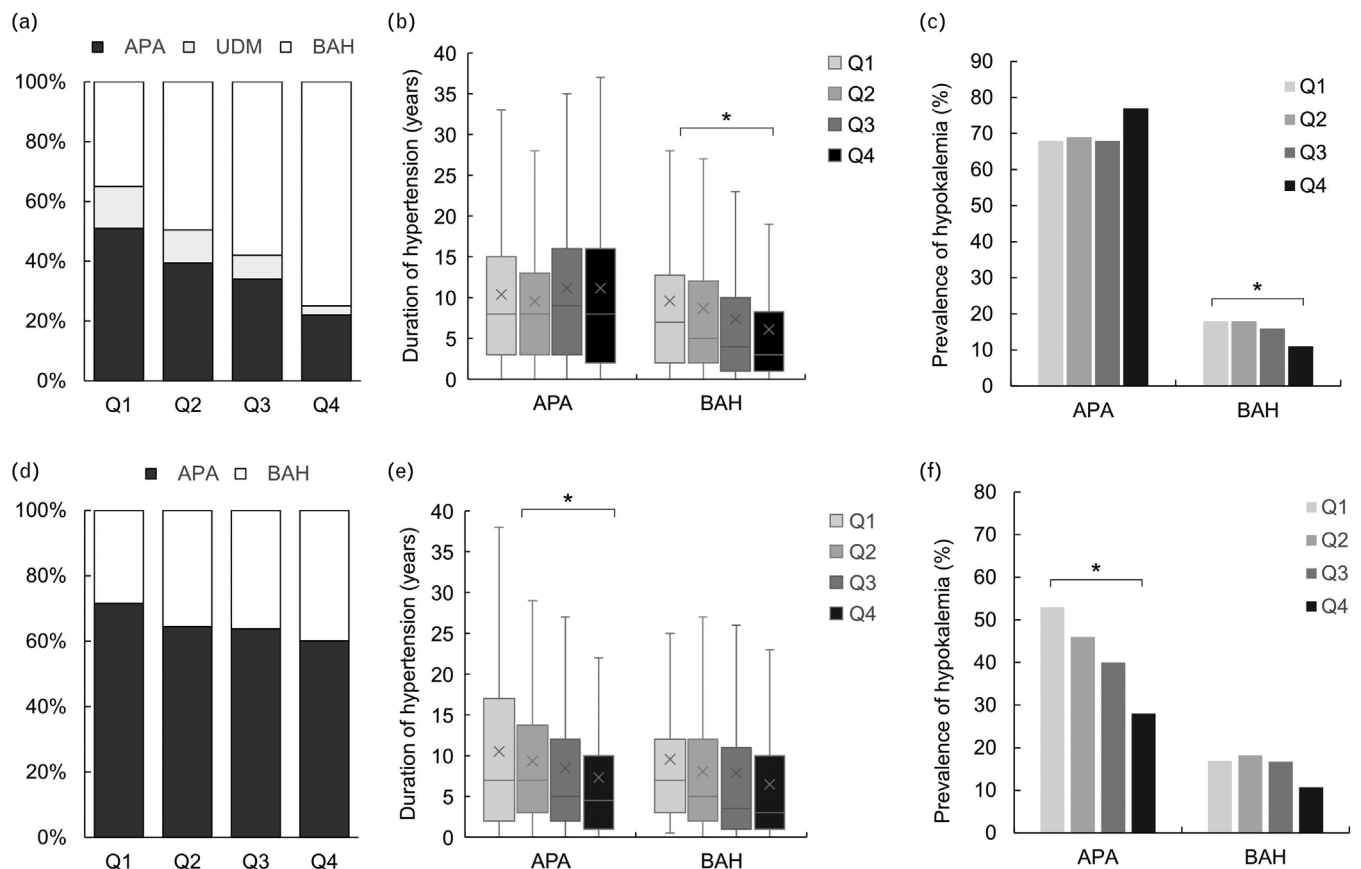 (a)
APA UDM BAH
100%
80%
60%
40%
20%
0%
Q1 Q2 Q3 Q4
(b)
Duration of hypertension (years)
40
35
30
25
20
15
10
5
0
*
APA BAH
Q1
Q2
Q3
Q4
(c)
Prevalence of hypokalemia (%)
90
80
70
60
50
40
30
20
10
0
*
APA BAH
Q1
Q2
Q3
Q4
(d)
APA BAH
100%
80%
60%
40%
20%
0%
Q1 Q2 Q3 Q4
(e)
Duration of hypertension (years)
40
35
30
25
20
15
10
5
0
*
APA BAH
Q1
Q2
Q3
Q4
(f)
Prevalence of hypokalemia (%)
80
70
60
50
40
30
20
10
0
*
APA BAH
Q1
Q2
Q3
Q4